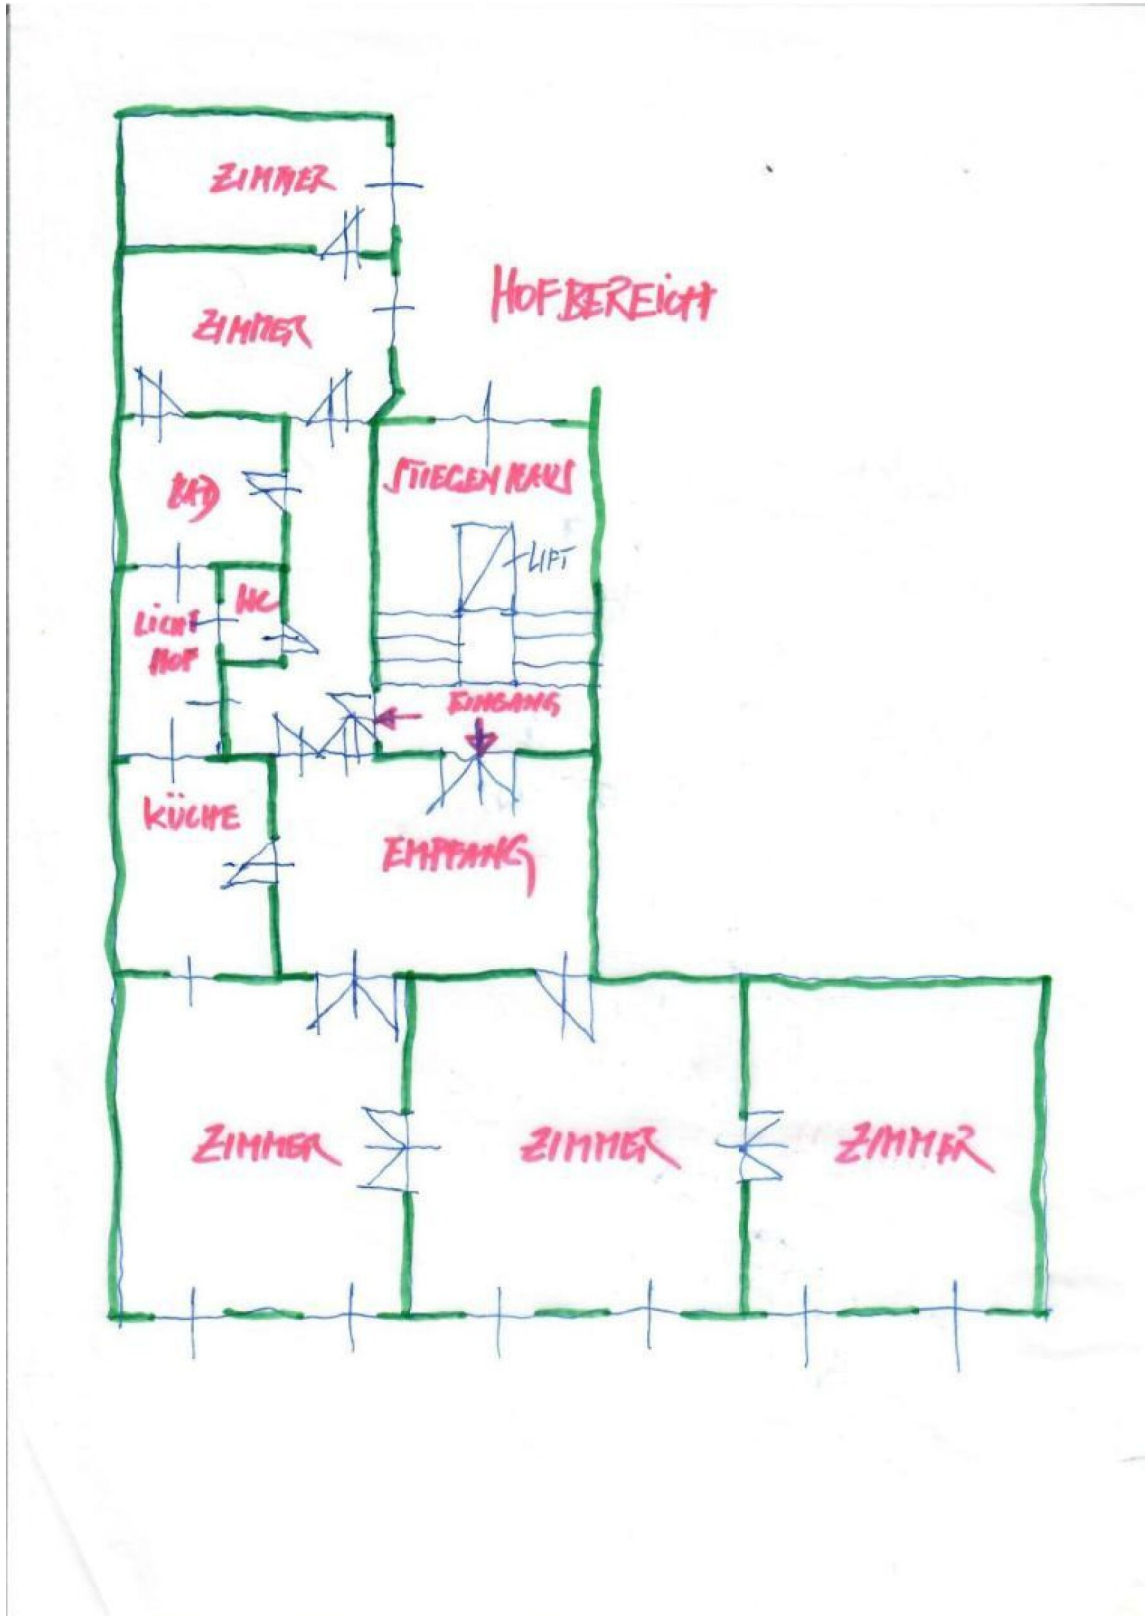 ZIMMER
HOFBEREICH
ZIMMER
STIEGENHAUS
BAD
LIFT
WC
LICHT
HOF
EINGANG
KÜCHE
EMPFANG
ZIMMER
ZIMMER
ZIMMER